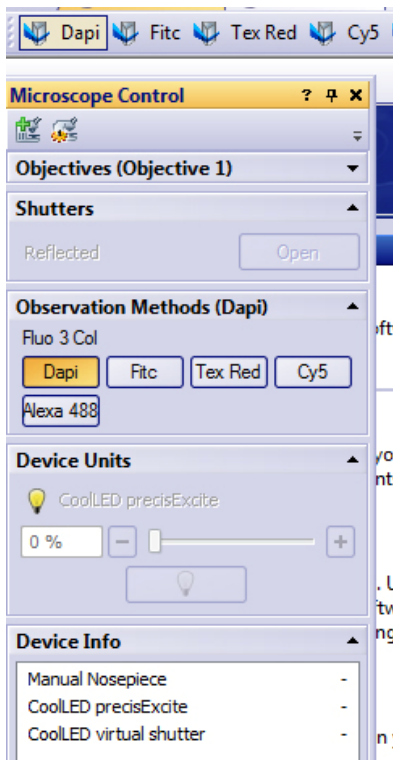 Dapi Fitc Tex Red Cy5
Microscope Control ?
Objectives (Objective 1)
Shutters
Reflected Open
Observation Methods (Dapi)
Fluo 3 Col
Dapi Fitc Tex Red Cy5
Alexa 488
Device Units
CoolLED precisExcite
0 % - +
Device Info
Manual Nosepiece -
CoolLED precisExcite -
CoolLED virtual shutter -